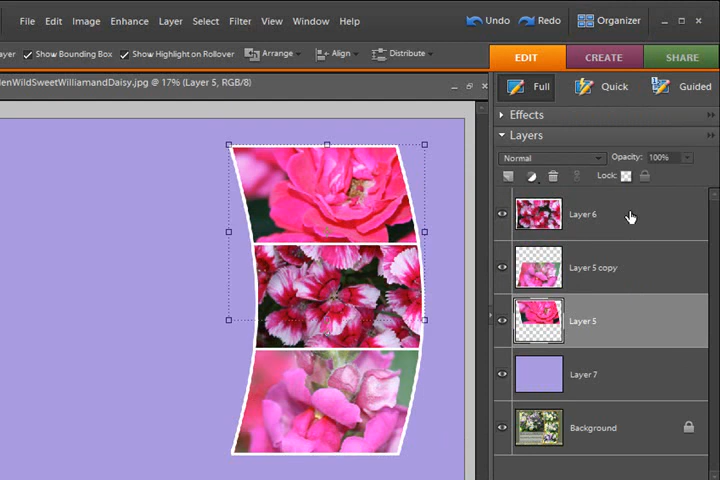 File Edit Image Enhance Layer Select Filter View Window Help Undo Redo Organizer
ayer Show Bounding Box Show Highlight on Rollover Arrange Align Distribute EDIT CREATE SHARE
denWildSweetWilliamandDaisy.jpg @ 17% (Layer 5, RGB/8)
Full Quick Guided
Effects
Layers
Normal Opacity: 100%
Lock:
Layer 6
Layer 5 copy
Layer 5
Layer 7
Background